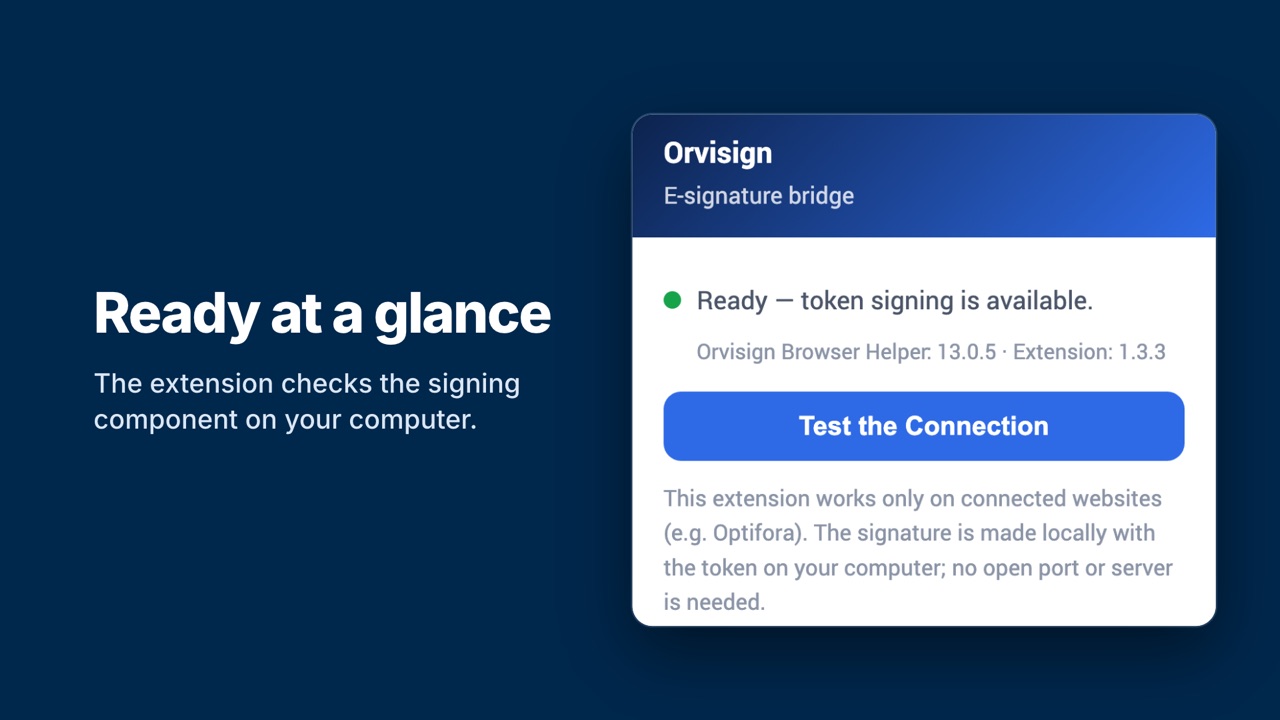 Ready at a glance
The extension checks the signing
component on your computer.
Orvisign
E-signature bridge
Ready — token signing is available.
Orvisign Browser Helper: 13.0.5 · Extension: 1.3.3
Test the Connection
This extension works only on connected websites
(e.g. Optifora). The signature is made locally with
the token on your computer; no open port or server
is needed.